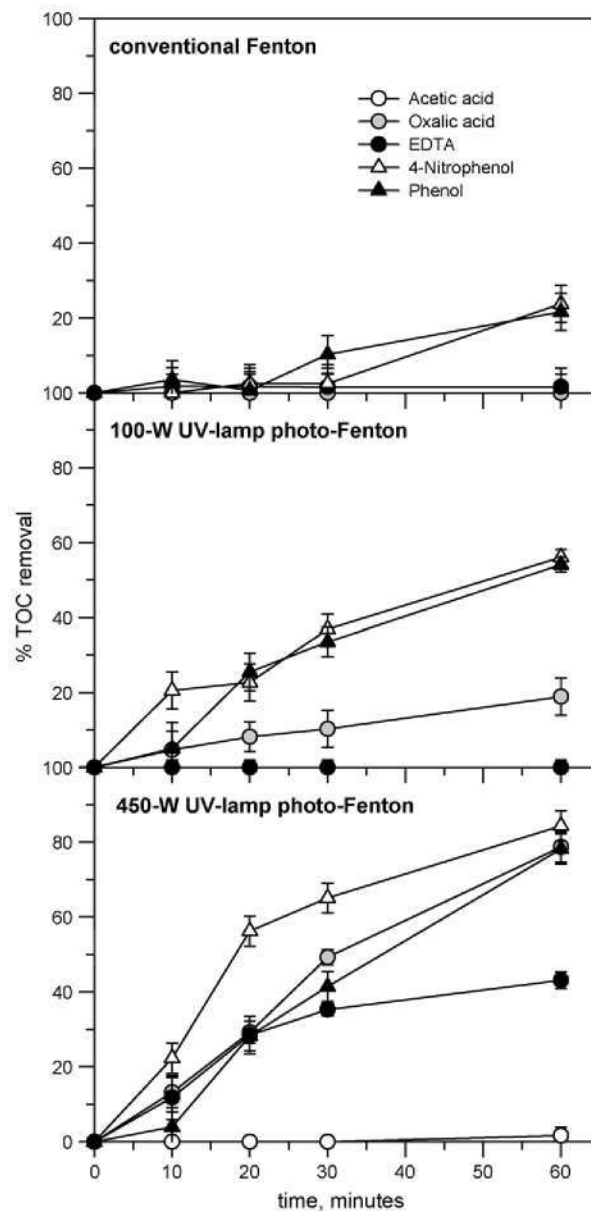 100
conventional Fenton
80
Acetic acid
Oxalic acid
EDTA
60
4-Nitrophenol
Phenol
40
20
100
100-W UV-lamp photo-Fenton
80
60
% TOC removal
40
20
100
450-W UV-lamp photo-Fenton
80
60
40
20
0
0 10 20 30 40 50 60
time, minutes